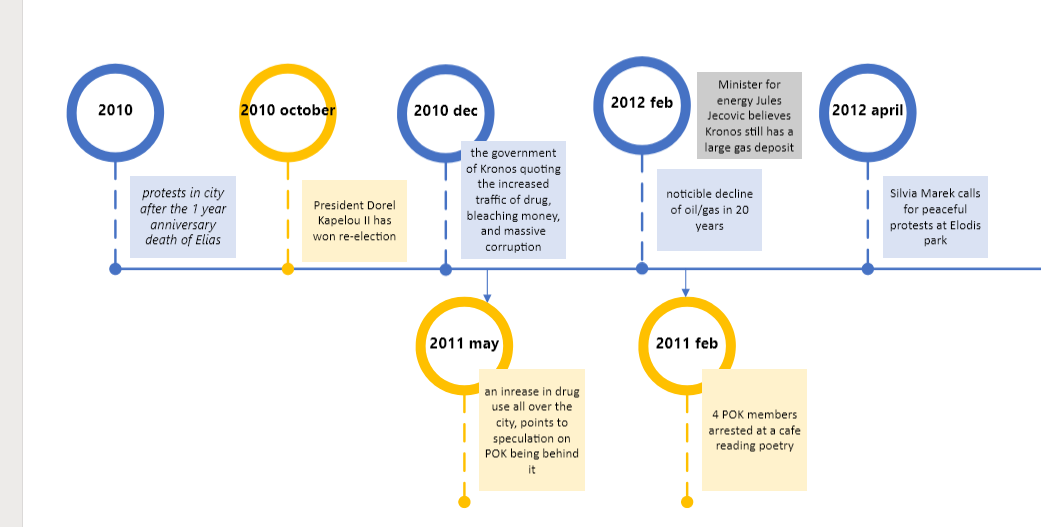 2010
protests in city
after the 1 year
anniversary
death of Elias
2010 october
President Dorel
Kapelou II has
won re-election
2010 dec
the government
of Kronos quoting
the increased
traffic of drug,
bleaching money,
and massive
corruption
2012 feb
Minister for
energy Jules
Jecovic believes
Kronos still has a
large gas deposit
noticible decline
of oil/gas in 20
years
2012 april
Silvia Marek calls
for peaceful
protests at Elodis
park
2011 may
an inrease in drug
use all over the
city, points to
speculation on
POK being behind
it
2011 feb
4 POK members
arrested at a cafe
reading poetry